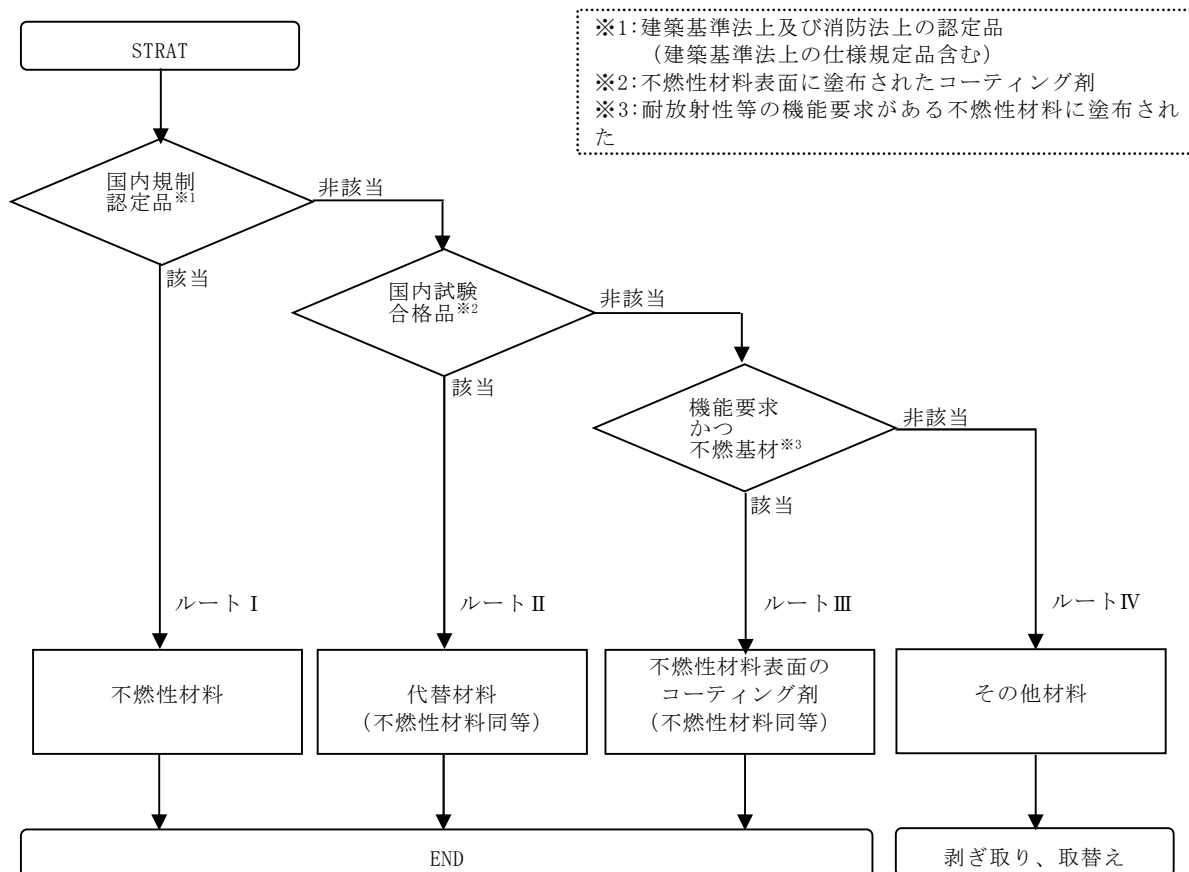 STRAT
※1:建築基準法上及び消防法上の認定品
（建築基準法上の仕様規定品含む）
※2:不燃性材料表面に塗布されたコーティング剤
※3:耐放射性等の機能要求がある不燃性材料に塗布され
た
国内規制
認定品※1
非該当
該当
国内試験
合格品※2
非該当
該当
機能要求
かつ
不燃基材※3
非該当
該当
ルートⅠ
ルートⅡ
ルートⅢ
ルートⅣ
不燃性材料
代替材料
（不燃性材料同等）
不燃性材料表面の
コーティング剤
（不燃性材料同等）
その他材料
END
剥ぎ取り、取替え